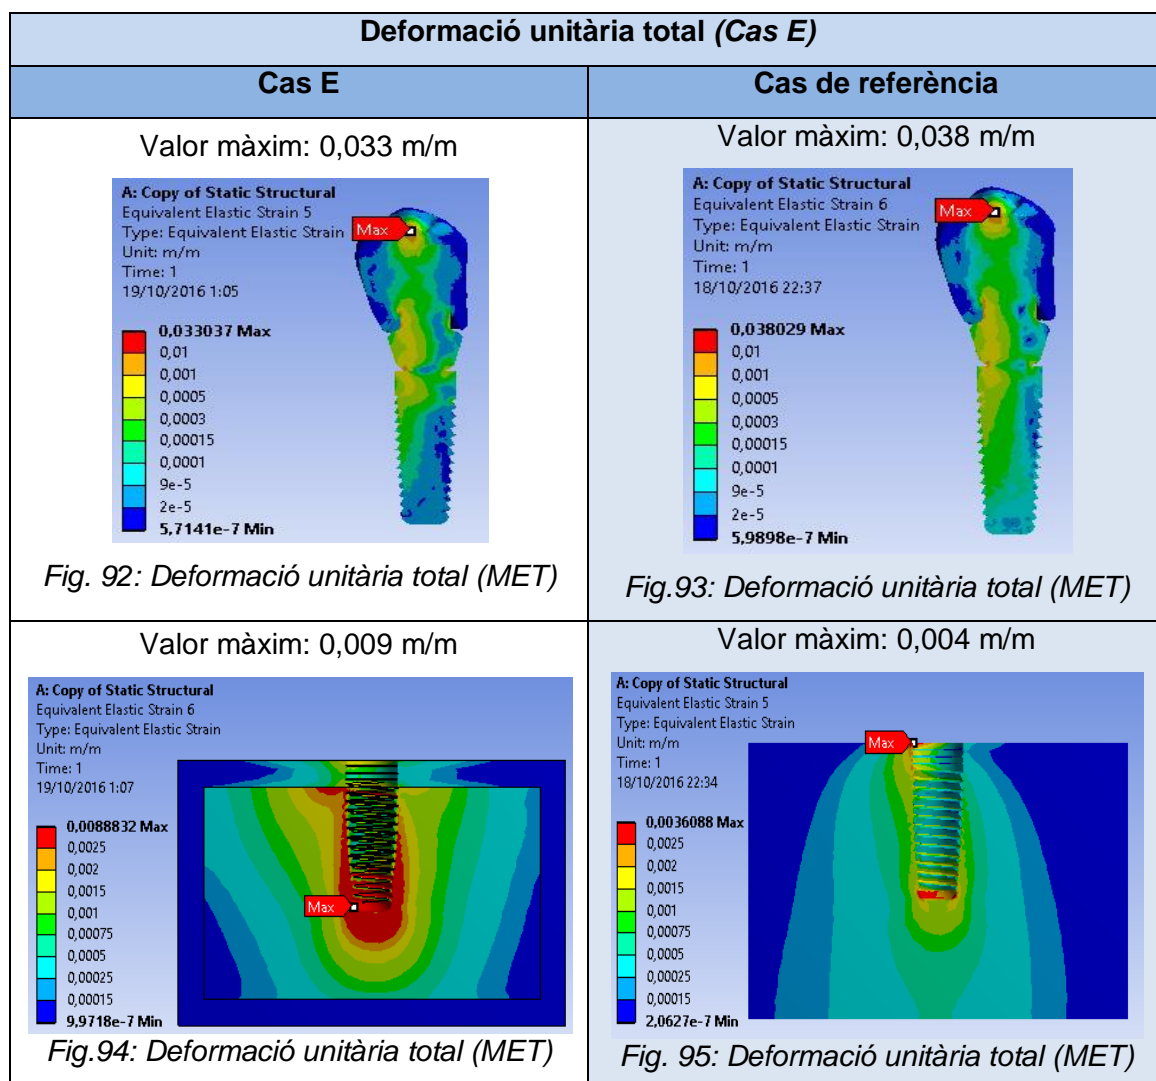 Deformació unitària total (Cas E)
Cas E
Cas de referència
Valor màxim: 0,033 m/m
A: Copy of Static Structural
Equivalent Elastic Strain 5
Type: Equivalent Elastic Strain
Unit: m/m
Time: 1
19/10/2016 1:05
Max
0,033037 Max
0,01
0,001
0,0005
0,0003
0,00015
0,0001
9e-5
2e-5
5,7141e-7 Min
Fig. 92: Deformació unitària total (MET)
Valor màxim: 0,038 m/m
A: Copy of Static Structural
Equivalent Elastic Strain 6
Type: Equivalent Elastic Strain
Unit: m/m
Time: 1
18/10/2016 22:37
Max
0,038029 Max
0,01
0,001
0,0005
0,0003
0,00015
0,0001
9e-5
2e-5
5,9898e-7 Min
Fig.93: Deformació unitària total (MET)
Valor màxim: 0,009 m/m
A: Copy of Static Structural
Equivalent Elastic Strain 6
Type: Equivalent Elastic Strain
Unit: m/m
Time: 1
19/10/2016 1:07
0,0088832 Max
0,0025
0,002
0,0015
0,001
0,00075
0,0005
0,00025
0,00015
9,9718e-7 Min
Max
Fig.94: Deformació unitària total (MET)
Valor màxim: 0,004 m/m
A: Copy of Static Structural
Equivalent Elastic Strain 5
Type: Equivalent Elastic Strain
Unit: m/m
Time: 1
18/10/2016 22:34
Max
0,0036088 Max
0,0025
0,002
0,0015
0,001
0,00075
0,0005
0,00025
0,00015
2,0627e-7 Min
Fig. 95: Deformació unitària total (MET)